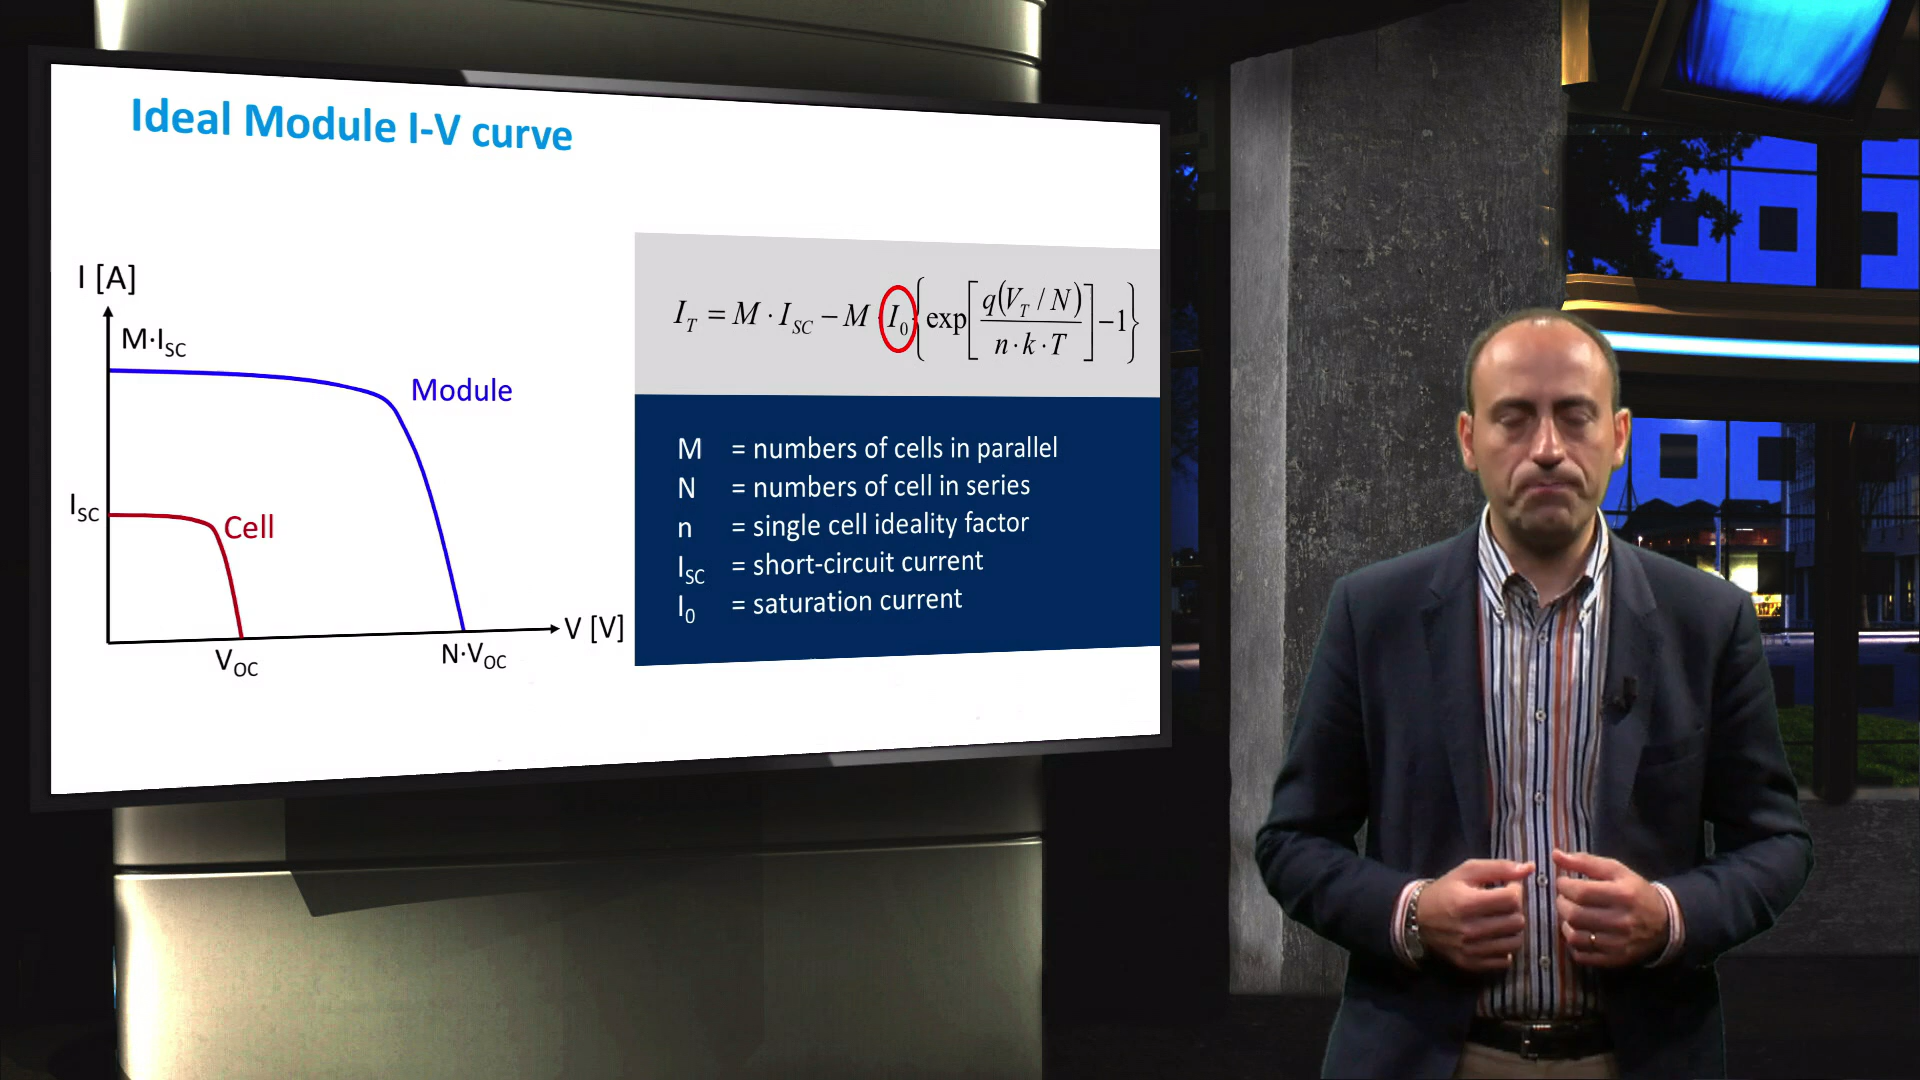 Ideal Module I-V curve
I [A]
M·I_SC
Module
I_SC
Cell
V [V]
V_OC
N·V_OC
I_T = M · I_SC − M · I_0 {exp[q(V_T / N) / n · k · T] − 1}
M = numbers of cells in parallel
N = numbers of cell in series
n = single cell ideality factor
I_SC = short-circuit current
I_0 = saturation current